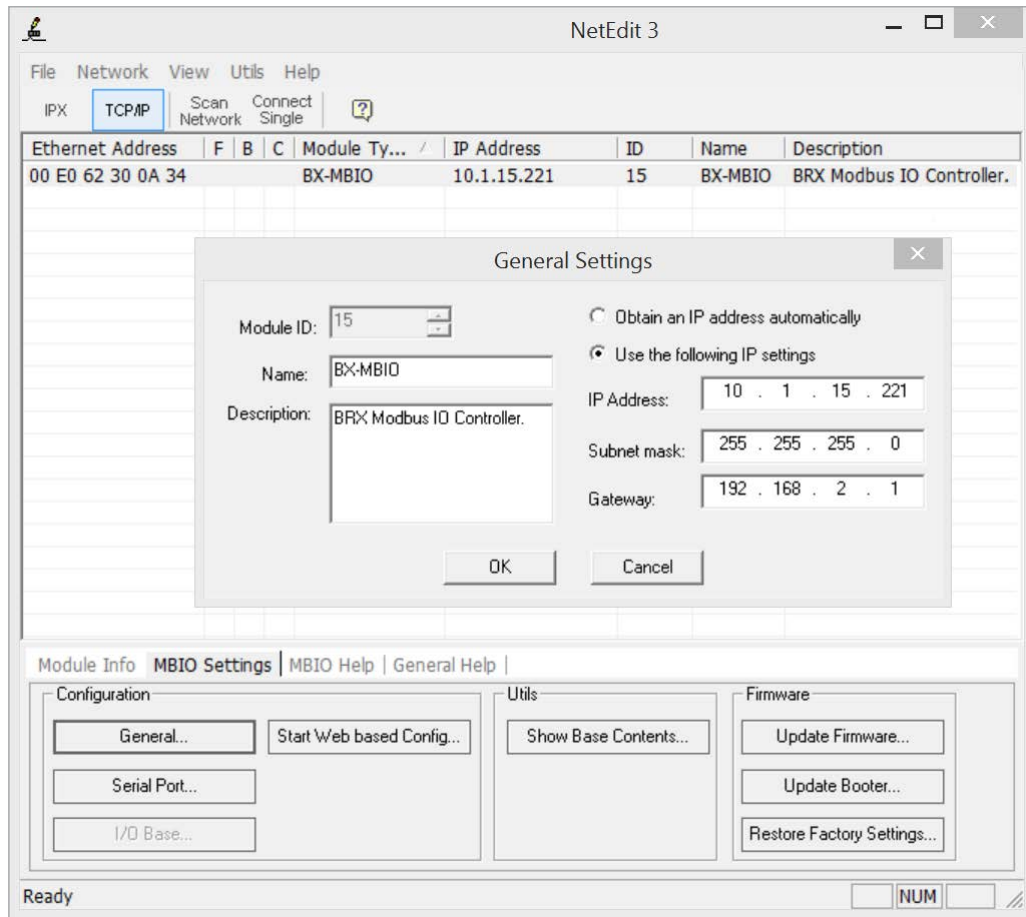 NetEdit 3
File Network View Utils Help
IPX TCP/IP Scan Network Connect Single
Ethernet Address F B C Module Ty... IP Address ID Name Description
00 E0 62 30 0A 34 BX-MBIO 10.1.15.221 15 BX-MBIO BRX Modbus IO Controller.
General Settings
Module ID: 15
Name: BX-MBIO
Description: BRX Modbus IO Controller.
Obtain an IP address automatically
Use the following IP settings
IP Address: 10 . 1 . 15 . 221
Subnet mask: 255 . 255 . 255 . 0
Gateway: 192 . 168 . 2 . 1
OK Cancel
Module Info MBIO Settings MBIO Help General Help
Configuration Utils Firmware
General... Start Web based Config... Show Base Contents... Update Firmware...
Serial Port... Update Booter...
I/O Base... Restore Factory Settings...
Ready NUM